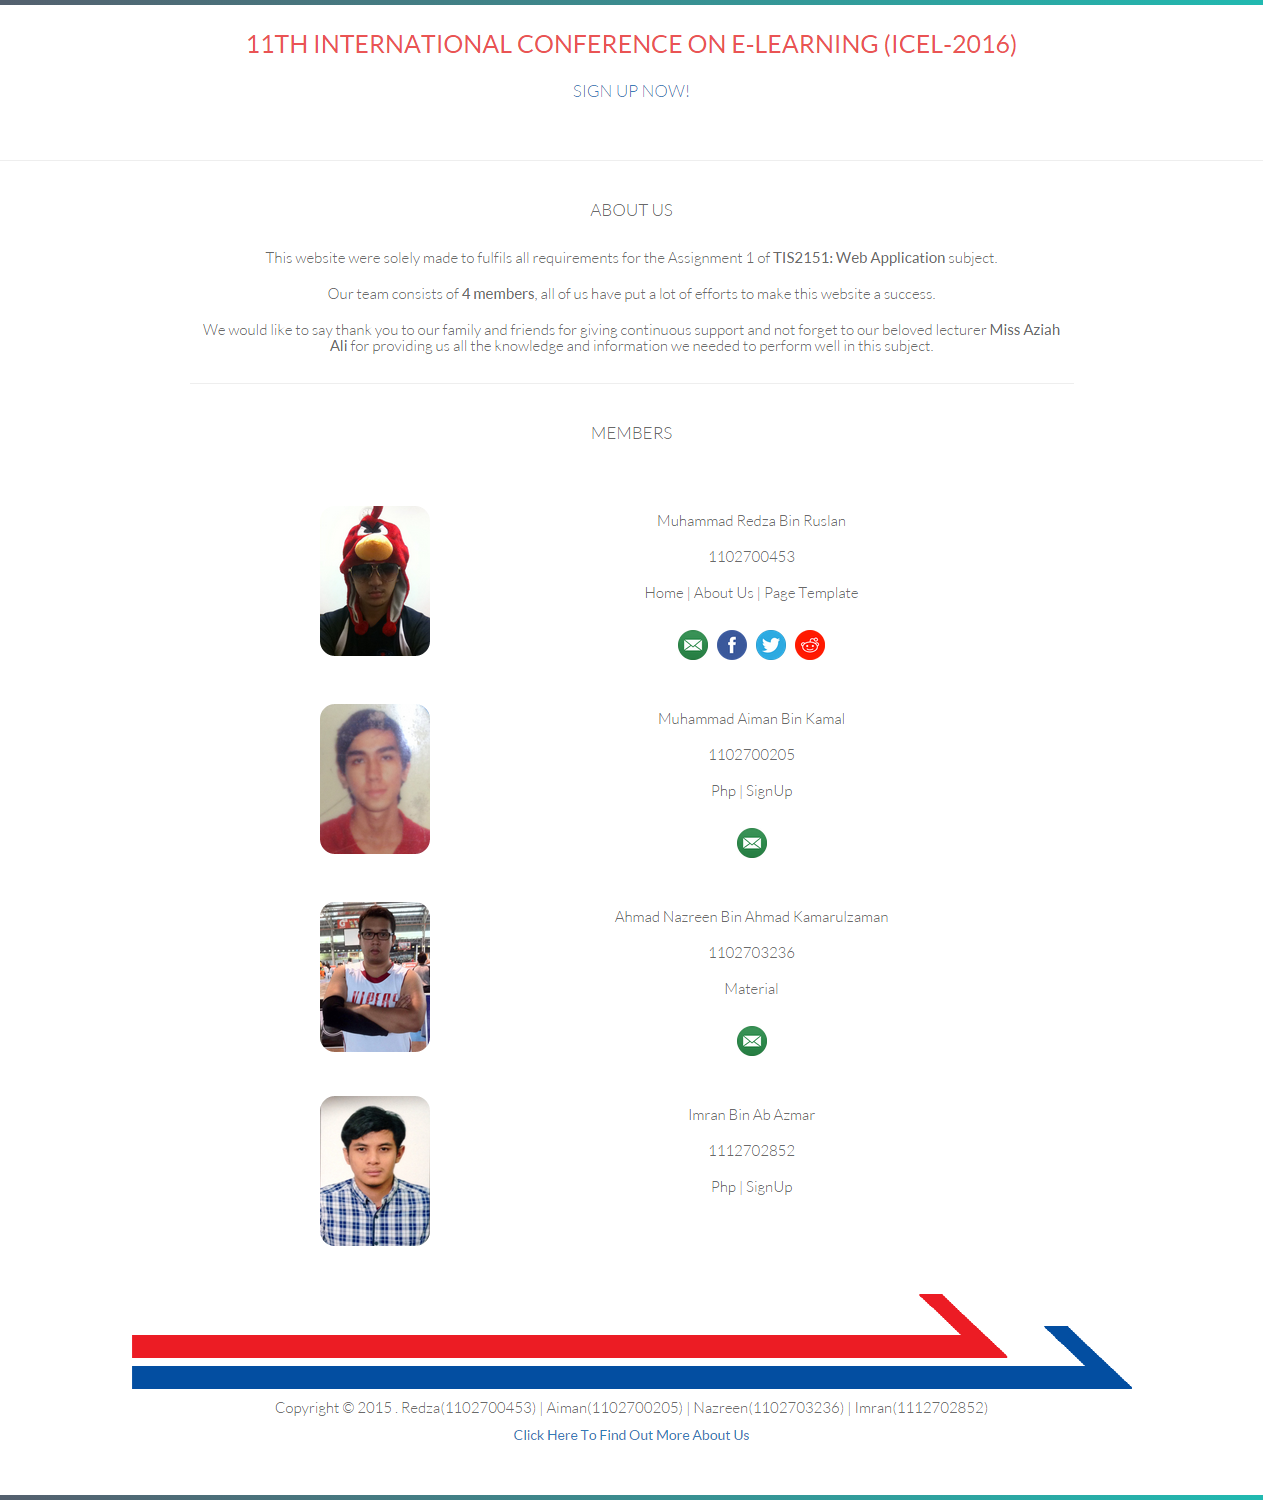 11TH INTERNATIONAL CONFERENCE ON E-LEARNING (ICEL-2016)
SIGN UP NOW!
ABOUT US
This website were solely made to fulfils all requirements for the Assignment 1 of TIS2151: Web Application subject.
Our team consists of 4 members, all of us have put a lot of efforts to make this website a success.
We would like to say thank you to our family and friends for giving continuous support and not forget to our beloved lecturer Miss Aziah
Ali for providing us all the knowledge and information we needed to perform well in this subject.
MEMBERS
Muhammad Redza Bin Ruslan
1102700453
Home | About Us | Page Template
Muhammad Aiman Bin Kamal
1102700205
Php | SignUp
Ahmad Nazreen Bin Ahmad Kamarulzaman
1102703236
Material
VIPERS
Imran Bin Ab Azmar
1112702852
Php | SignUp
Copyright © 2015 . Redza(1102700453) | Aiman(1102700205) | Nazreen(1102703236) | Imran(1112702852)
Click Here To Find Out More About Us